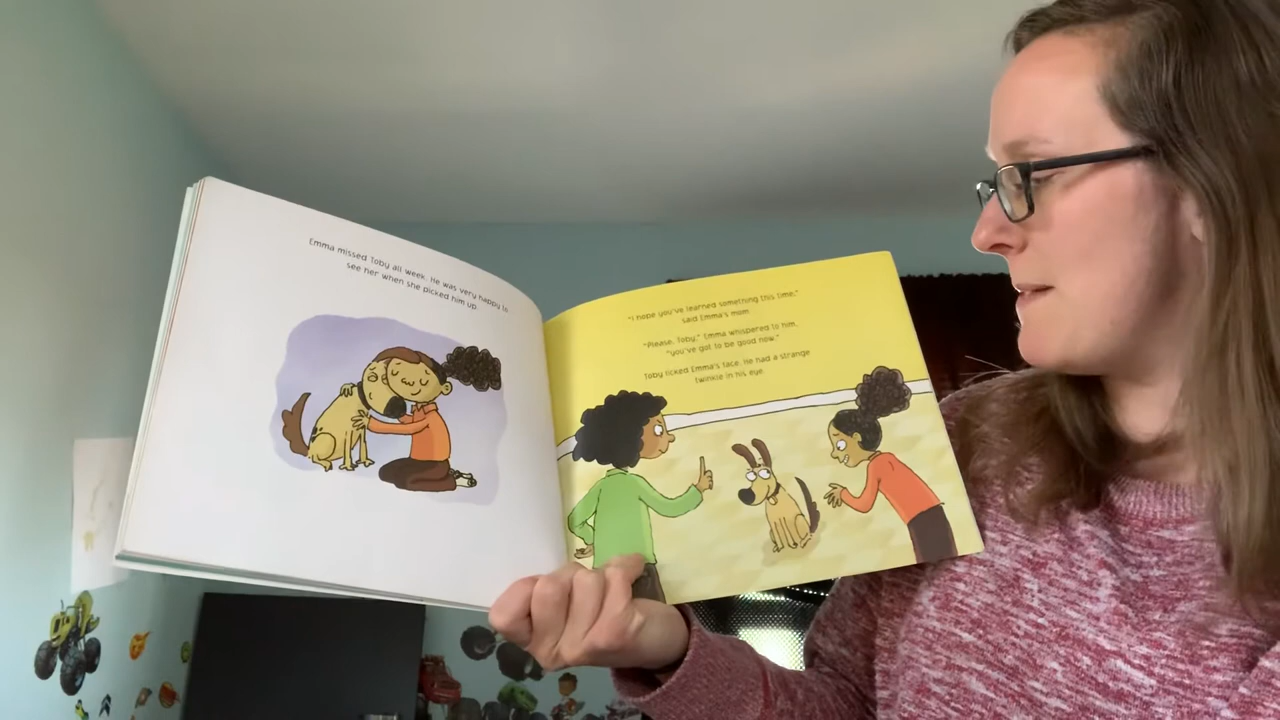 Emma missed Toby all week. He was very happy to
see her when she picked him up.
"I hope you've learned something this time,"
said Emma's mom.
"Please, Toby," Emma whispered to him,
"you've got to be good now."
Toby licked Emma's face. He had a strange
twinkle in his eye.